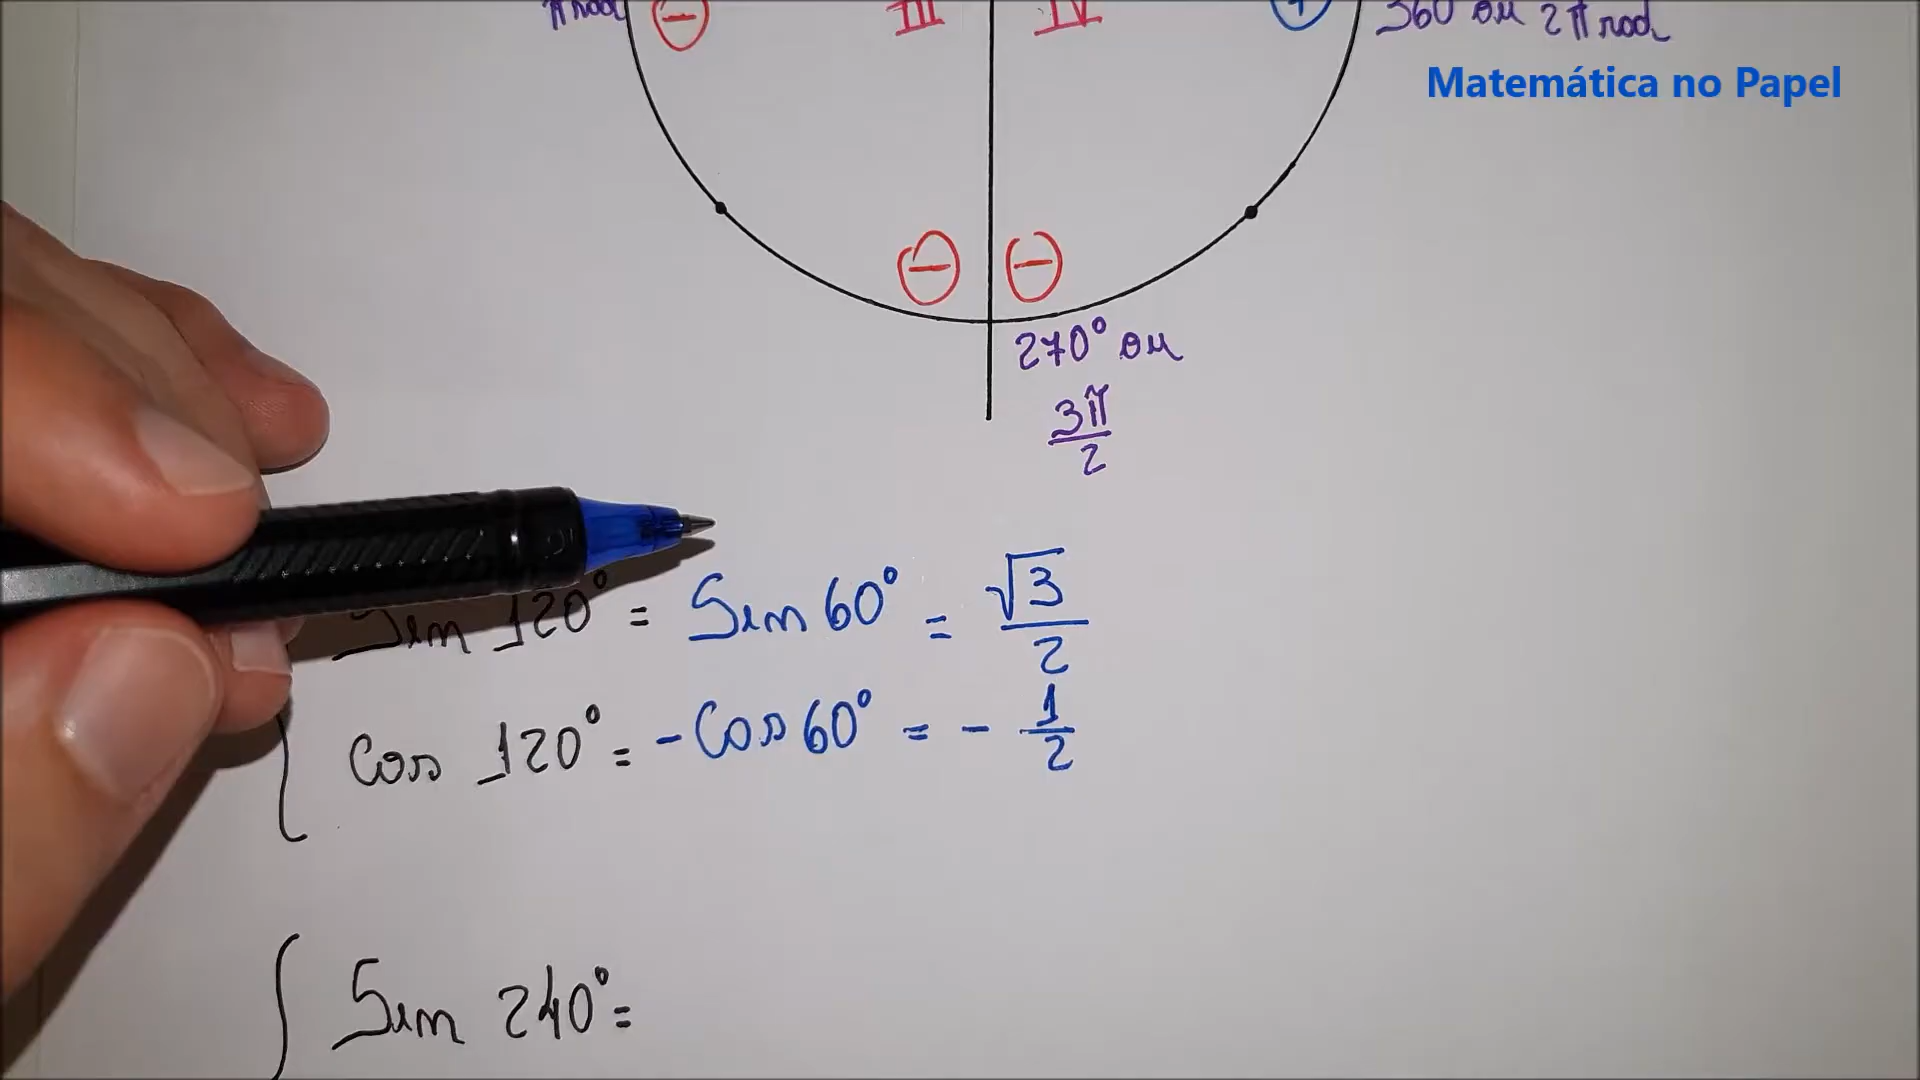 π rad
III
IV
360 ou 2π rad
Matemática no Papel
270° ou
3π/2
Sen 120° = Sen 60° = √3/2
Cos 120° = -Cos 60° = - 1/2
Sen 240° =